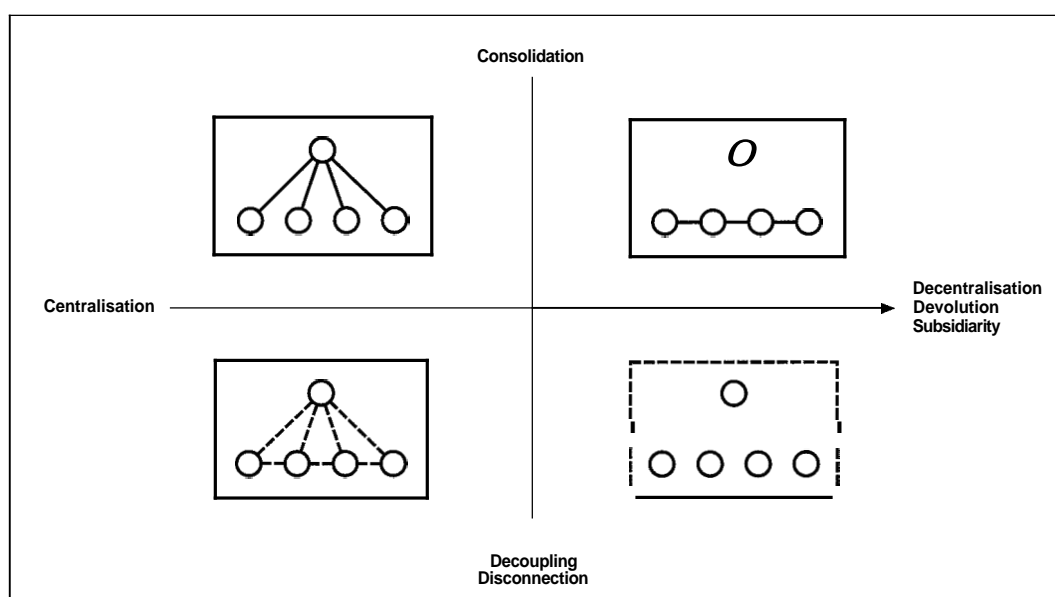 Consolidation
O
Centralisation
Decentralisation
Devolution
Subsidiarity
Decoupling
Disconnection